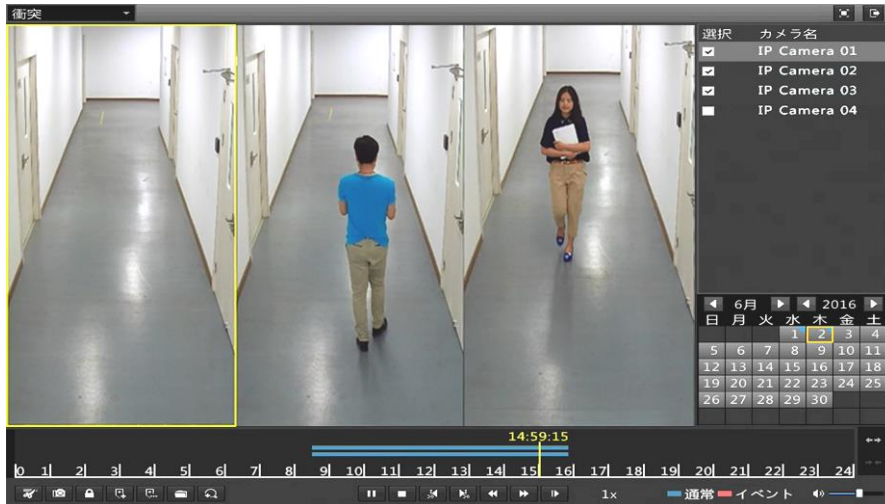 衝突
選択 カメラ名
IP Camera 01
IP Camera 02
IP Camera 03
IP Camera 04
6月 2016
日 月 火 水 木 金 土
1 2 3 4
5 6 7 8 9 10 11
12 13 14 15 16 17 18
19 20 21 22 23 24 25
26 27 28 29 30
14:59:15
0 1 2 3 4 5 6 7 8 9 10 11 12 13 14 15 16 17 18 19 20 21 22 23 24
1x 通常 イベント